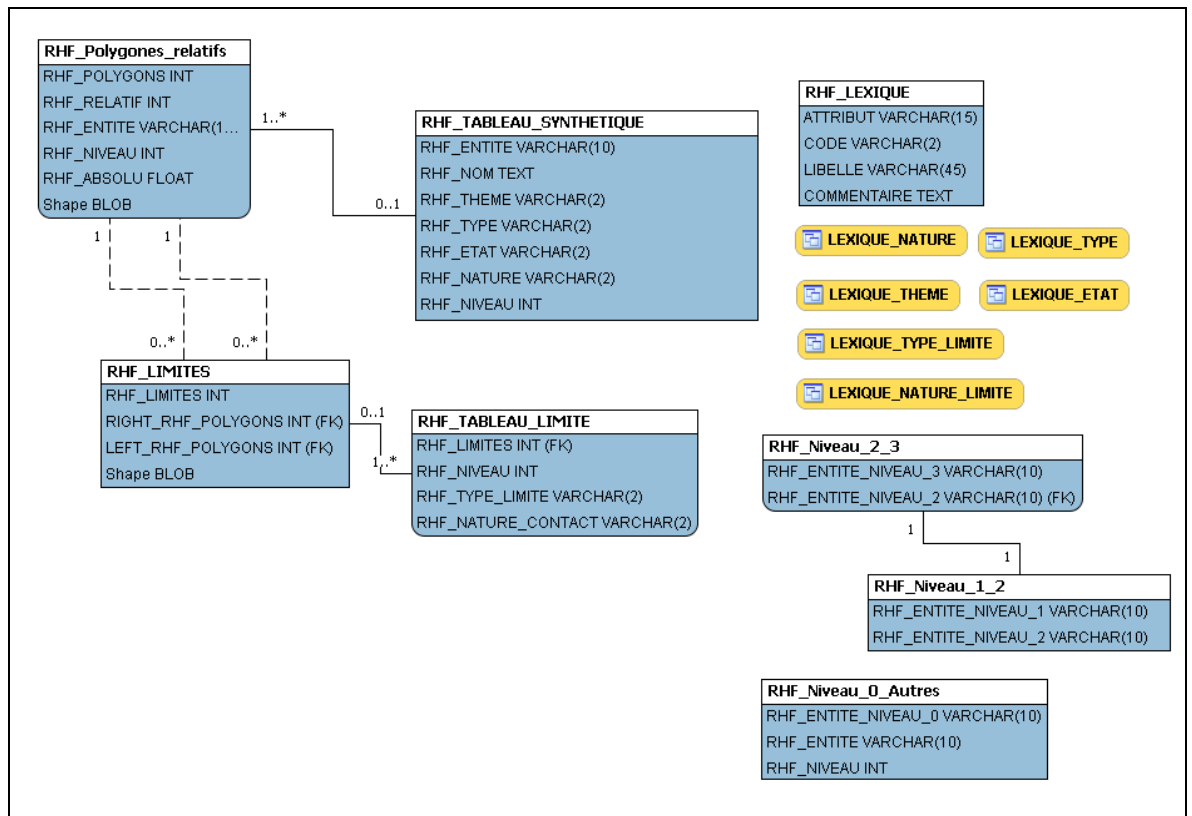 RHF_Polygones_relatifs
RHF_POLYGONS INT
RHF_RELATIF INT
RHF_ENTITE VARCHAR(1...
RHF_NIVEAU INT
RHF_ABSOLU FLOAT
Shape BLOB
1..*
0..1
RHF_TABLEAU_SYNTHETIQUE
RHF_ENTITE VARCHAR(10)
RHF_NOM TEXT
RHF_THEME VARCHAR(2)
RHF_TYPE VARCHAR(2)
RHF_ETAT VARCHAR(2)
RHF_NATURE VARCHAR(2)
RHF_NIVEAU INT
RHF_LEXIQUE
ATTRIBUT VARCHAR(15)
CODE VARCHAR(2)
LIBELLE VARCHAR(45)
COMMENTAIRE TEXT
LEXIQUE_NATURE
LEXIQUE_TYPE
LEXIQUE_THEME
LEXIQUE_ETAT
LEXIQUE_TYPE_LIMITE
LEXIQUE_NATURE_LIMITE
1
1
0..*
0..*
RHF_LIMITES
RHF_LIMITES INT
RIGHT_RHF_POLYGONS INT (FK)
LEFT_RHF_POLYGONS INT (FK)
Shape BLOB
0..1
1..*
RHF_TABLEAU_LIMITE
RHF_LIMITES INT (FK)
RHF_NIVEAU INT
RHF_TYPE_LIMITE VARCHAR(2)
RHF_NATURE_CONTACT VARCHAR(2)
RHF_Niveau_2_3
RHF_ENTITE_NIVEAU_3 VARCHAR(10)
RHF_ENTITE_NIVEAU_2 VARCHAR(10) (FK)
1
1
RHF_Niveau_1_2
RHF_ENTITE_NIVEAU_1 VARCHAR(10)
RHF_ENTITE_NIVEAU_2 VARCHAR(10)
RHF_Niveau_0_Autres
RHF_ENTITE_NIVEAU_0 VARCHAR(10)
RHF_ENTITE VARCHAR(10)
RHF_NIVEAU INT